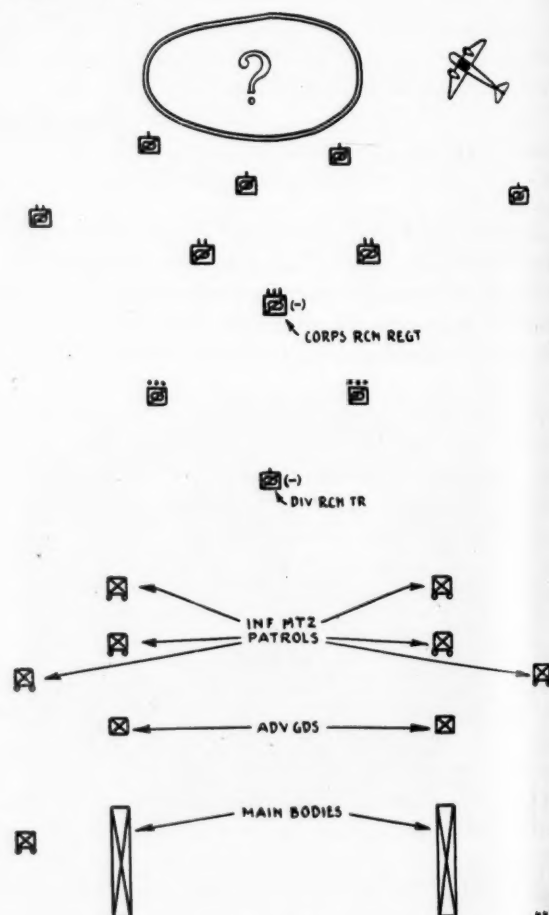 ?
(-)
CORPS RCN REGT
(-)
DIV RCN TR
INF MTZ
PATROLS
ADV GDS
MAIN BODIES